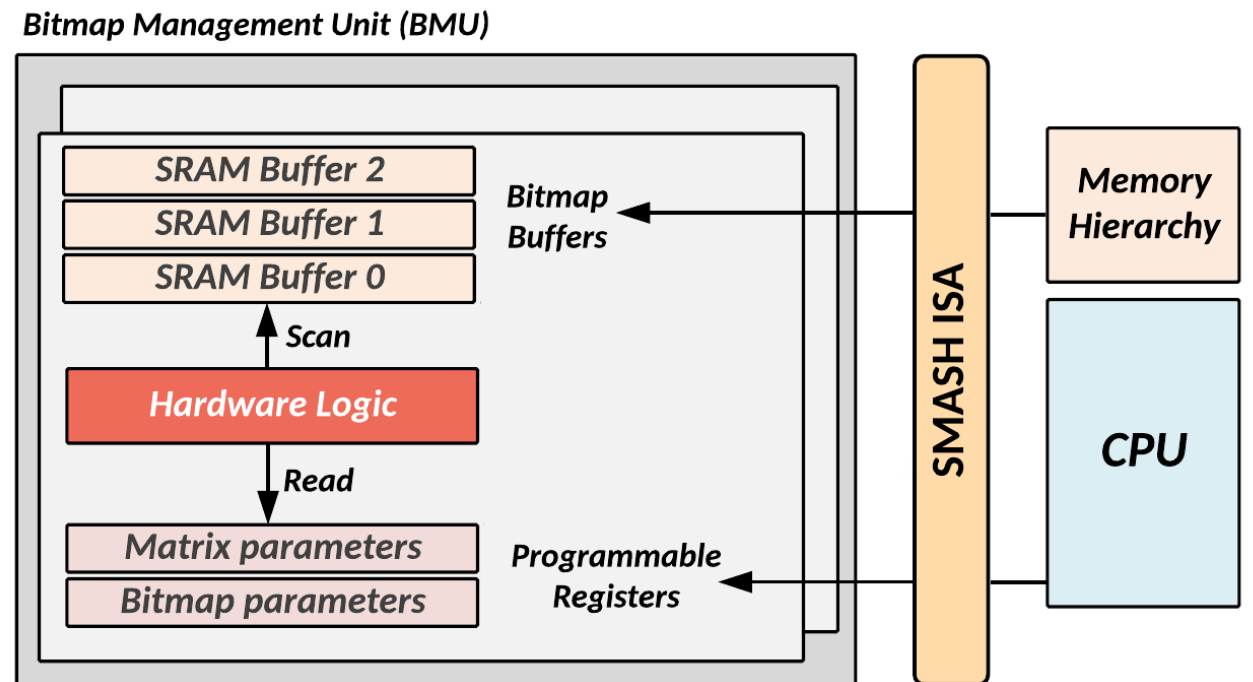 Bitmap Management Unit (BMU)
SRAM Buffer 2
SRAM Buffer 1
SRAM Buffer 0
Bitmap
Buffers
Scan
Hardware Logic
Read
Matrix parameters
Bitmap parameters
Programmable
Registers
SMASH ISA
Memory
Hierarchy
CPU